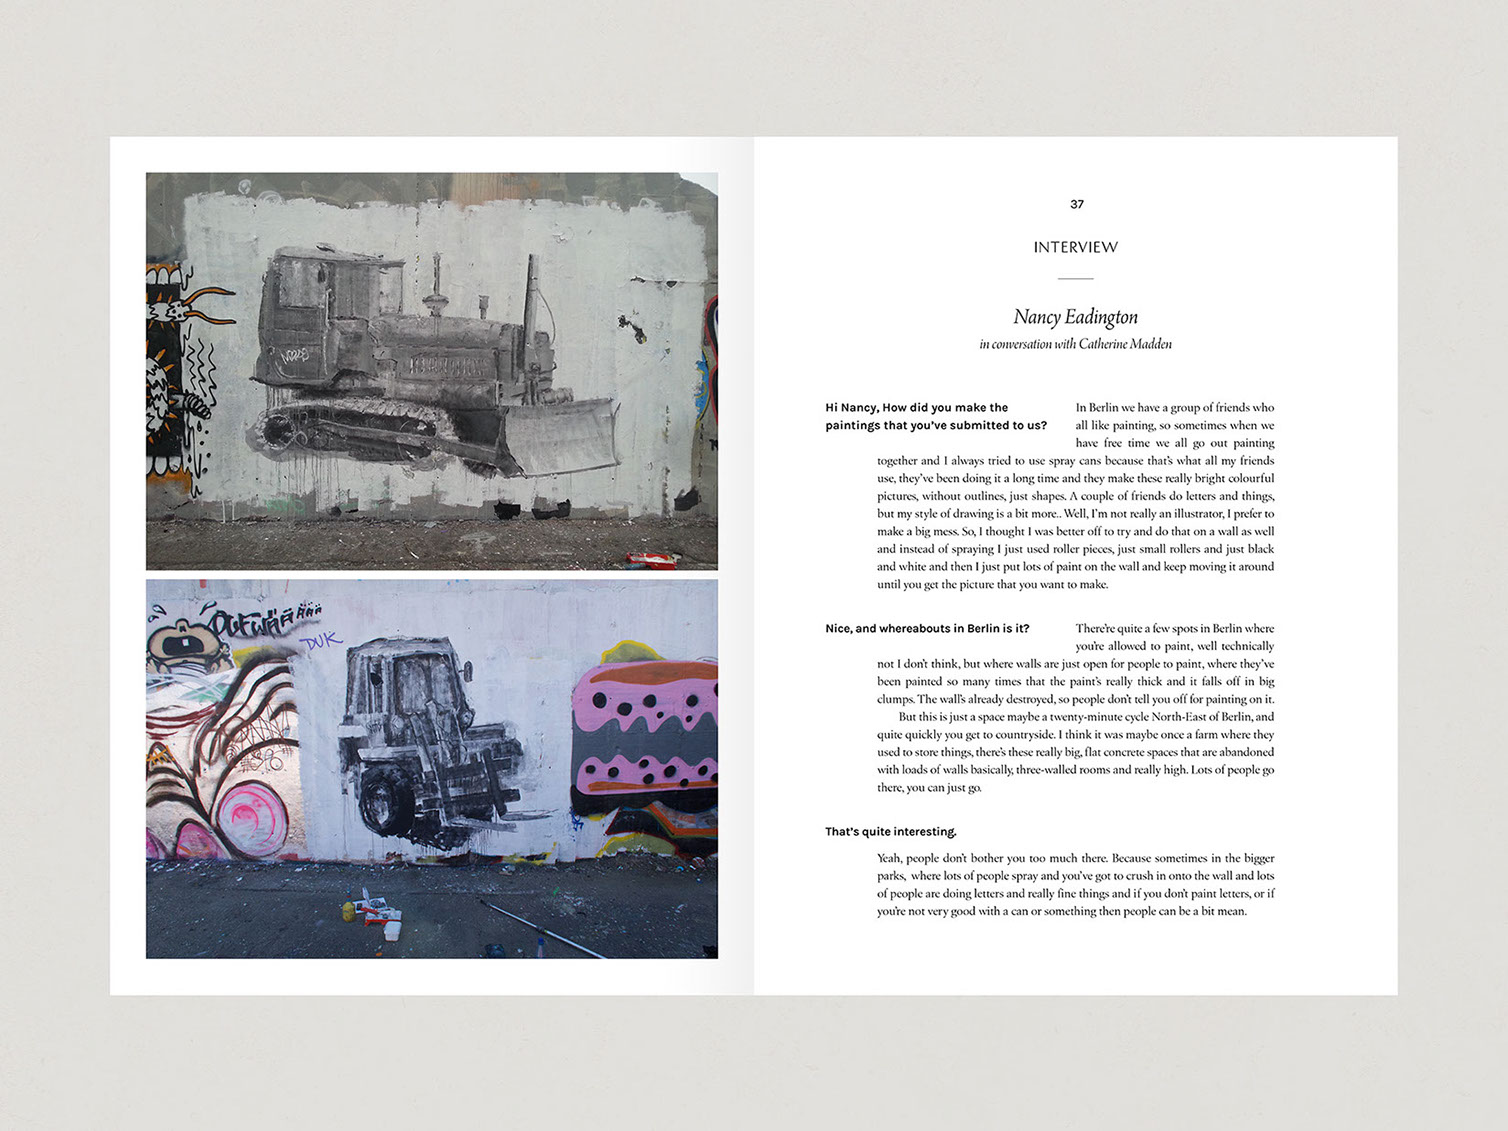 DUK
37
INTERVIEW
Nancy Eadington
in conversation with Catherine Madden
Hi Nancy, How did you make the
paintings that you've submitted to us?
In Berlin we have a group of friends who
all like painting, so sometimes when we
have free time we all go out painting
together and I always tried to use spray cans because that's what all my friends
use, they've been doing it a long time and they make these really bright colourful
pictures, without outlines, just shapes. A couple of friends do letters and things,
but my style of drawing is a bit more.. Well, I'm not really an illustrator, I prefer to
make a big mess. So, I thought I was better off to try and do that on a wall as well
and instead of spraying I just used roller pieces, just small rollers and just black
and white and then I just put lots of paint on the wall and keep moving it around
until you get the picture that you want to make.
Nice, and whereabouts in Berlin is it?
There're quite a few spots in Berlin where
you're allowed to paint, well technically
not I don't think, but where walls are just open for people to paint, where they've
been painted so many times that the paint's really thick and it falls off in big
clumps. The wall's already destroyed, so people don't tell you off for painting on it.
But this is just a space maybe a twenty-minute cycle North-East of Berlin, and
quite quickly you get to countryside. I think it was maybe once a farm where they
used to store things, there's these really big, flat concrete spaces that are abandoned
with loads of walls basically, three-walled rooms and really high. Lots of people go
there, you can just go.
That's quite interesting.
Yeah, people don't bother you too much there. Because sometimes in the bigger
parks, where lots of people spray and you've got to crush in onto the wall and lots
of people are doing letters and really fine things and if you don't paint letters, or if
you're not very good with a can or something then people can be a bit mean.